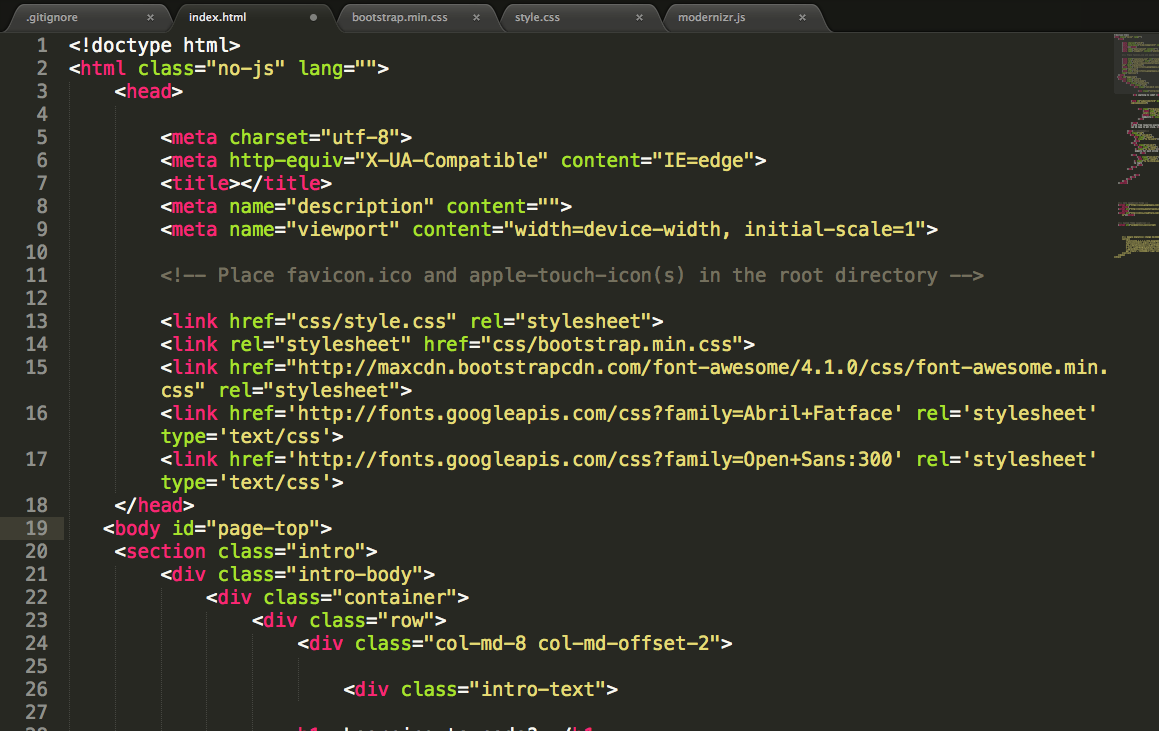 .gitignore × index.html bootstrap.min.css × style.css × modernizr.js ×
1 <!doctype html>
2 <html class="no-js" lang="">
3 <head>
4
5 <meta charset="utf-8">
6 <meta http-equiv="X-UA-Compatible" content="IE=edge">
7 <title></title>
8 <meta name="description" content="">
9 <meta name="viewport" content="width=device-width, initial-scale=1">
10
11 <!-- Place favicon.ico and apple-touch-icon(s) in the root directory -->
12
13 <link href="css/style.css" rel="stylesheet">
14 <link rel="stylesheet" href="css/bootstrap.min.css">
15 <link href="http://maxcdn.bootstrapcdn.com/font-awesome/4.1.0/css/font-awesome.min.
css" rel="stylesheet">
16 <link href='http://fonts.googleapis.com/css?family=Abril+Fatface' rel='stylesheet'
type='text/css'>
17 <link href='http://fonts.googleapis.com/css?family=Open+Sans:300' rel='stylesheet'
type='text/css'>
18 </head>
19 <body id="page-top">
20 <section class="intro">
21 <div class="intro-body">
22 <div class="container">
23 <div class="row">
24 <div class="col-md-8 col-md-offset-2">
25
26 <div class="intro-text">
27
28